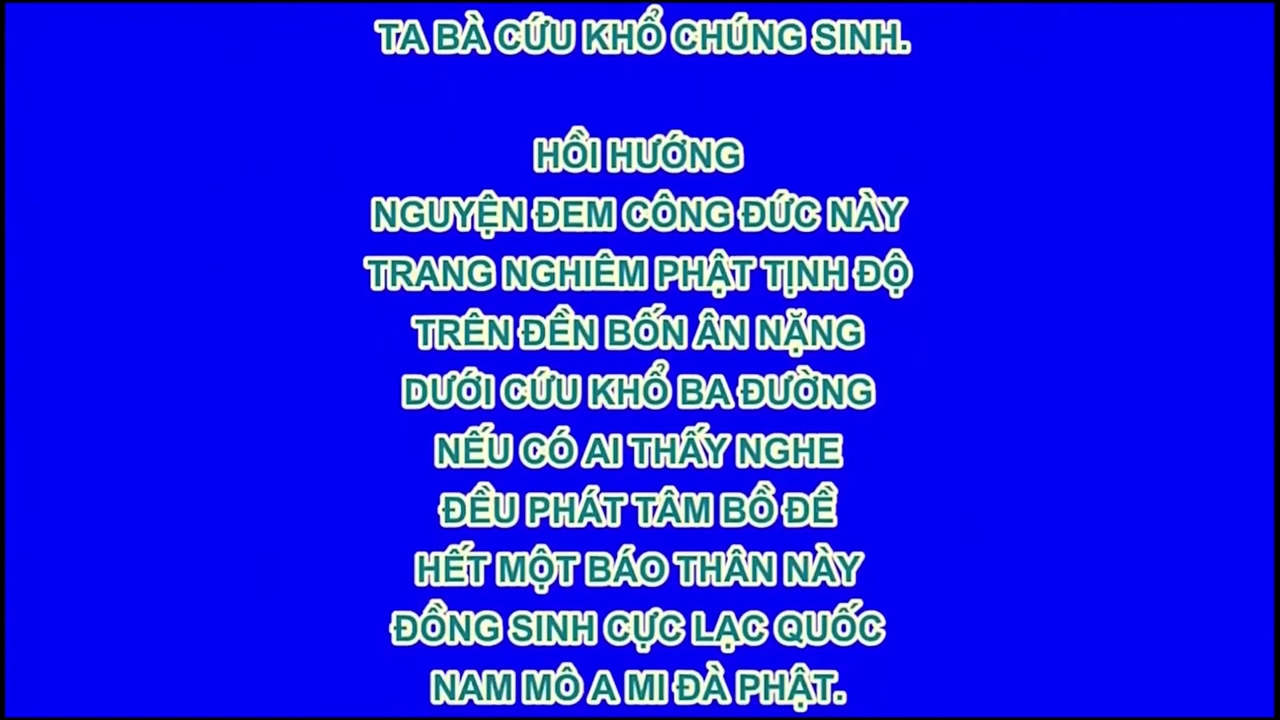 TA BÀ CỨU KHỔ CHÚNG SINH.
HỒI HƯỚNG
NGUYỆN ĐEM CÔNG ĐỨC NÀY
TRANG NGHIÊM PHẬT TỊNH ĐỘ
TRÊN ĐỀN BỐN ÂN NẶNG
DƯỚI CỨU KHỔ BA ĐƯỜNG
NẾU CÓ AI THẤY NGHE
ĐỀU PHÁT TÂM BỒ ĐỀ
HẾT MỘT BÁO THÂN NÀY
ĐỒNG SINH CỰC LẠC QUỐC
NAM MÔ A MI ĐÀ PHẬT.